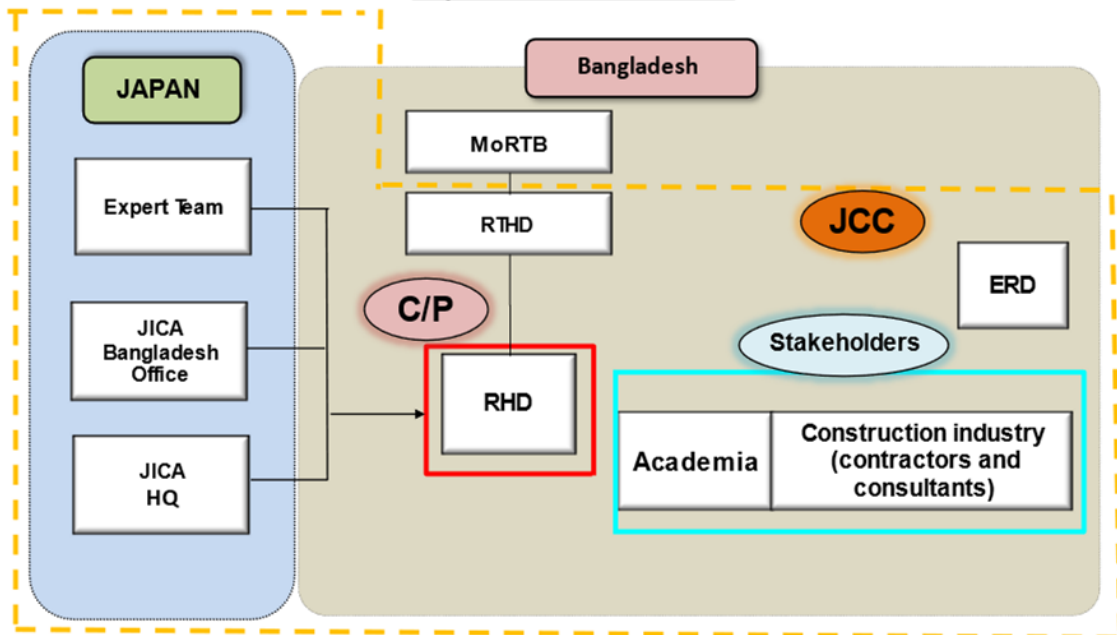 JAPAN
Expert Team
JICA
Bangladesh
Office
JICA
HQ
Bangladesh
MoRTB
RTHD
C/P
RHD
JCC
ERD
Stakeholders
Academia
Construction industry
(contractors and
consultants)